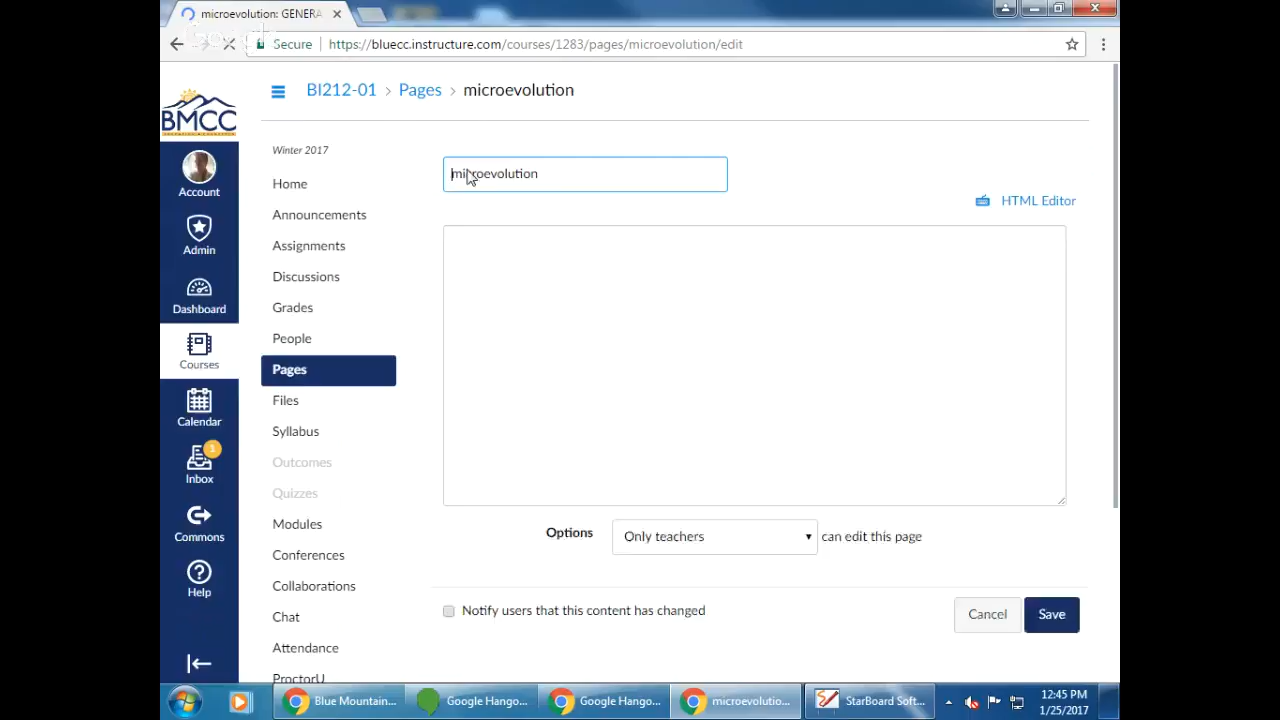 microevolution: GENERA
Google
Secure
https://bluecc.instructure.com/courses/1283/pages/microevolution/edit
BMCC
Account
Admin
Dashboard
Courses
Calendar
1
Inbox
Commons
Help
BI212-01 > Pages > microevolution
Winter 2017
Home
Announcements
Assignments
Discussions
Grades
People
Pages
Files
Syllabus
Outcomes
Quizzes
Modules
Conferences
Collaborations
Chat
Attendance
ProctorU
microevolution
HTML Editor
Options
Only teachers
can edit this page
Notify users that this content has changed
Cancel
Save
Blue Mountain...
Google Hango...
Google Hango...
microevolutio...
StarBoard Soft...
12:45 PM
1/25/2017